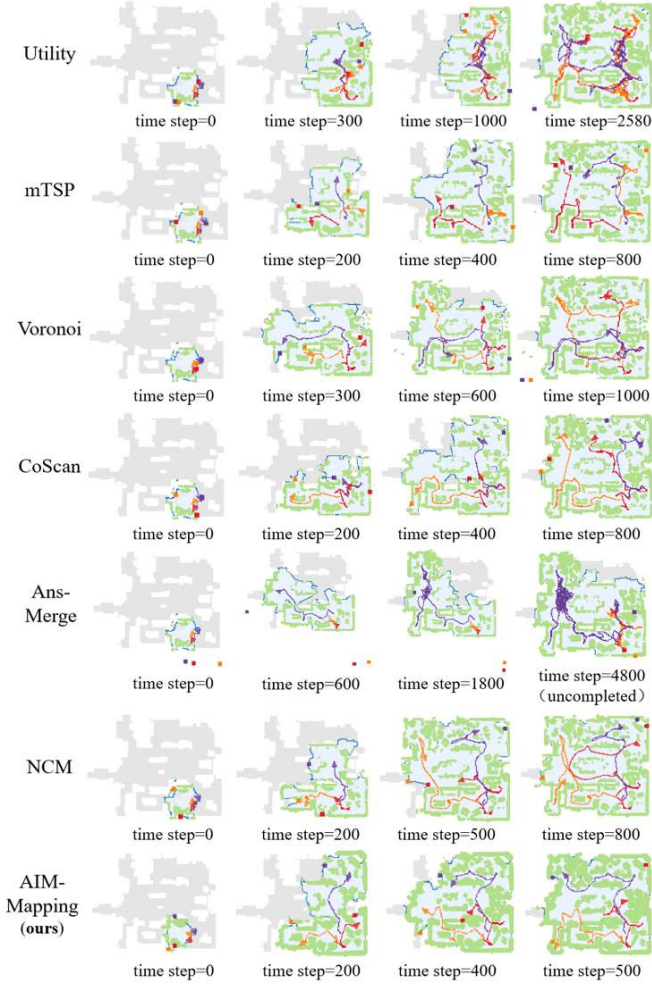 Utility
time step=0 time step=300 time step=1000 time step=2580
mTSP
time step=0 time step=200 time step=400 time step=800
Voronoi
time step=0 time step=300 time step=600 time step=1000
CoScan
time step=0 time step=200 time step=400 time step=800
Ans-
Merge
time step=0 time step=600 time step=1800 time step=4800
（uncompleted）
NCM
time step=0 time step=200 time step=500 time step=800
AIM-
Mapping
(ours)
time step=0 time step=200 time step=400 time step=500